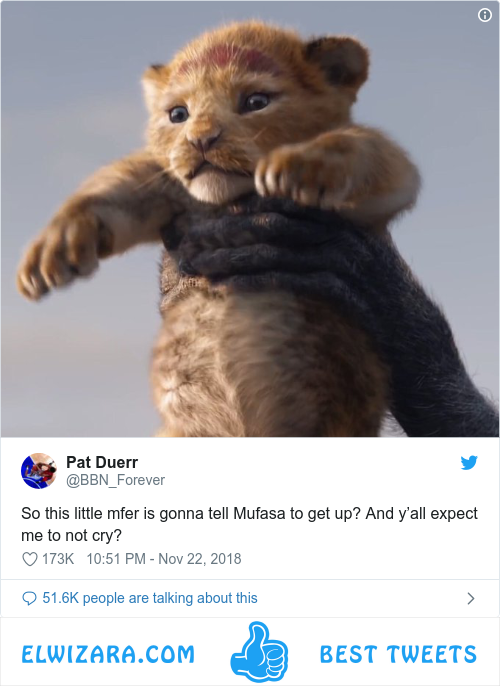 Pat Duerr
@BBN_Forever
So this little mfer is gonna tell Mufasa to get up? And y’all expect
me to not cry?
173K 10:51 PM - Nov 22, 2018
51.6K people are talking about this
ELWIZARA.COM BEST TWEETS